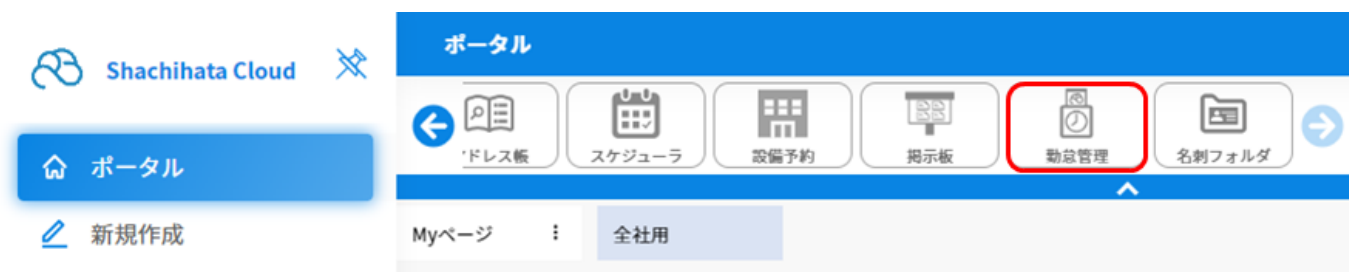 Shachihata Cloud
ポータル
新規作成
ポータル
ドレス帳
スケジューラ
設備予約
掲示板
勤怠管理
名刺フォルダ
Myページ
全社用